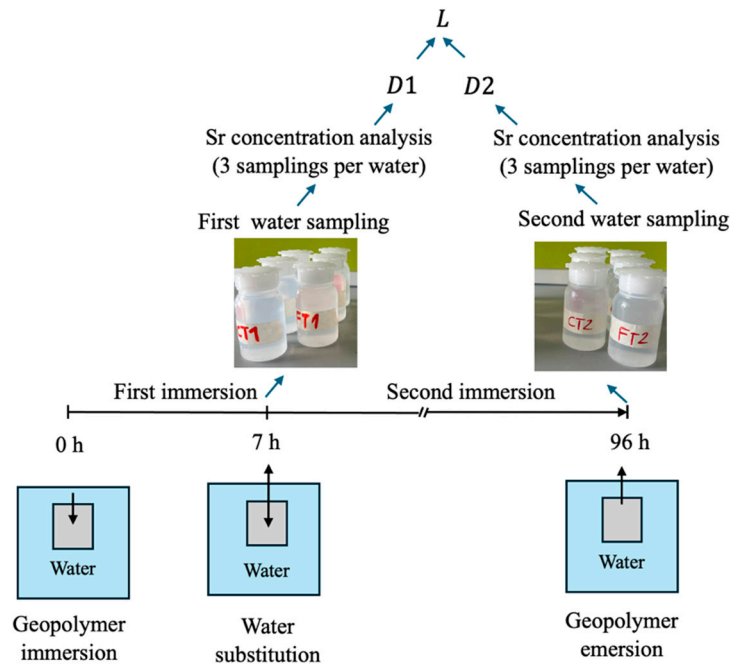 L
D1 D2
Sr concentration analysis
(3 samplings per water)
Sr concentration analysis
(3 samplings per water)
First water sampling
Second water sampling
CT1
FT1
CT2
FT2
First immersion
Second immersion
0 h
7 h
96 h
Water
Water
Water
Geopolymer
immersion
Water
substitution
Geopolymer
emersion